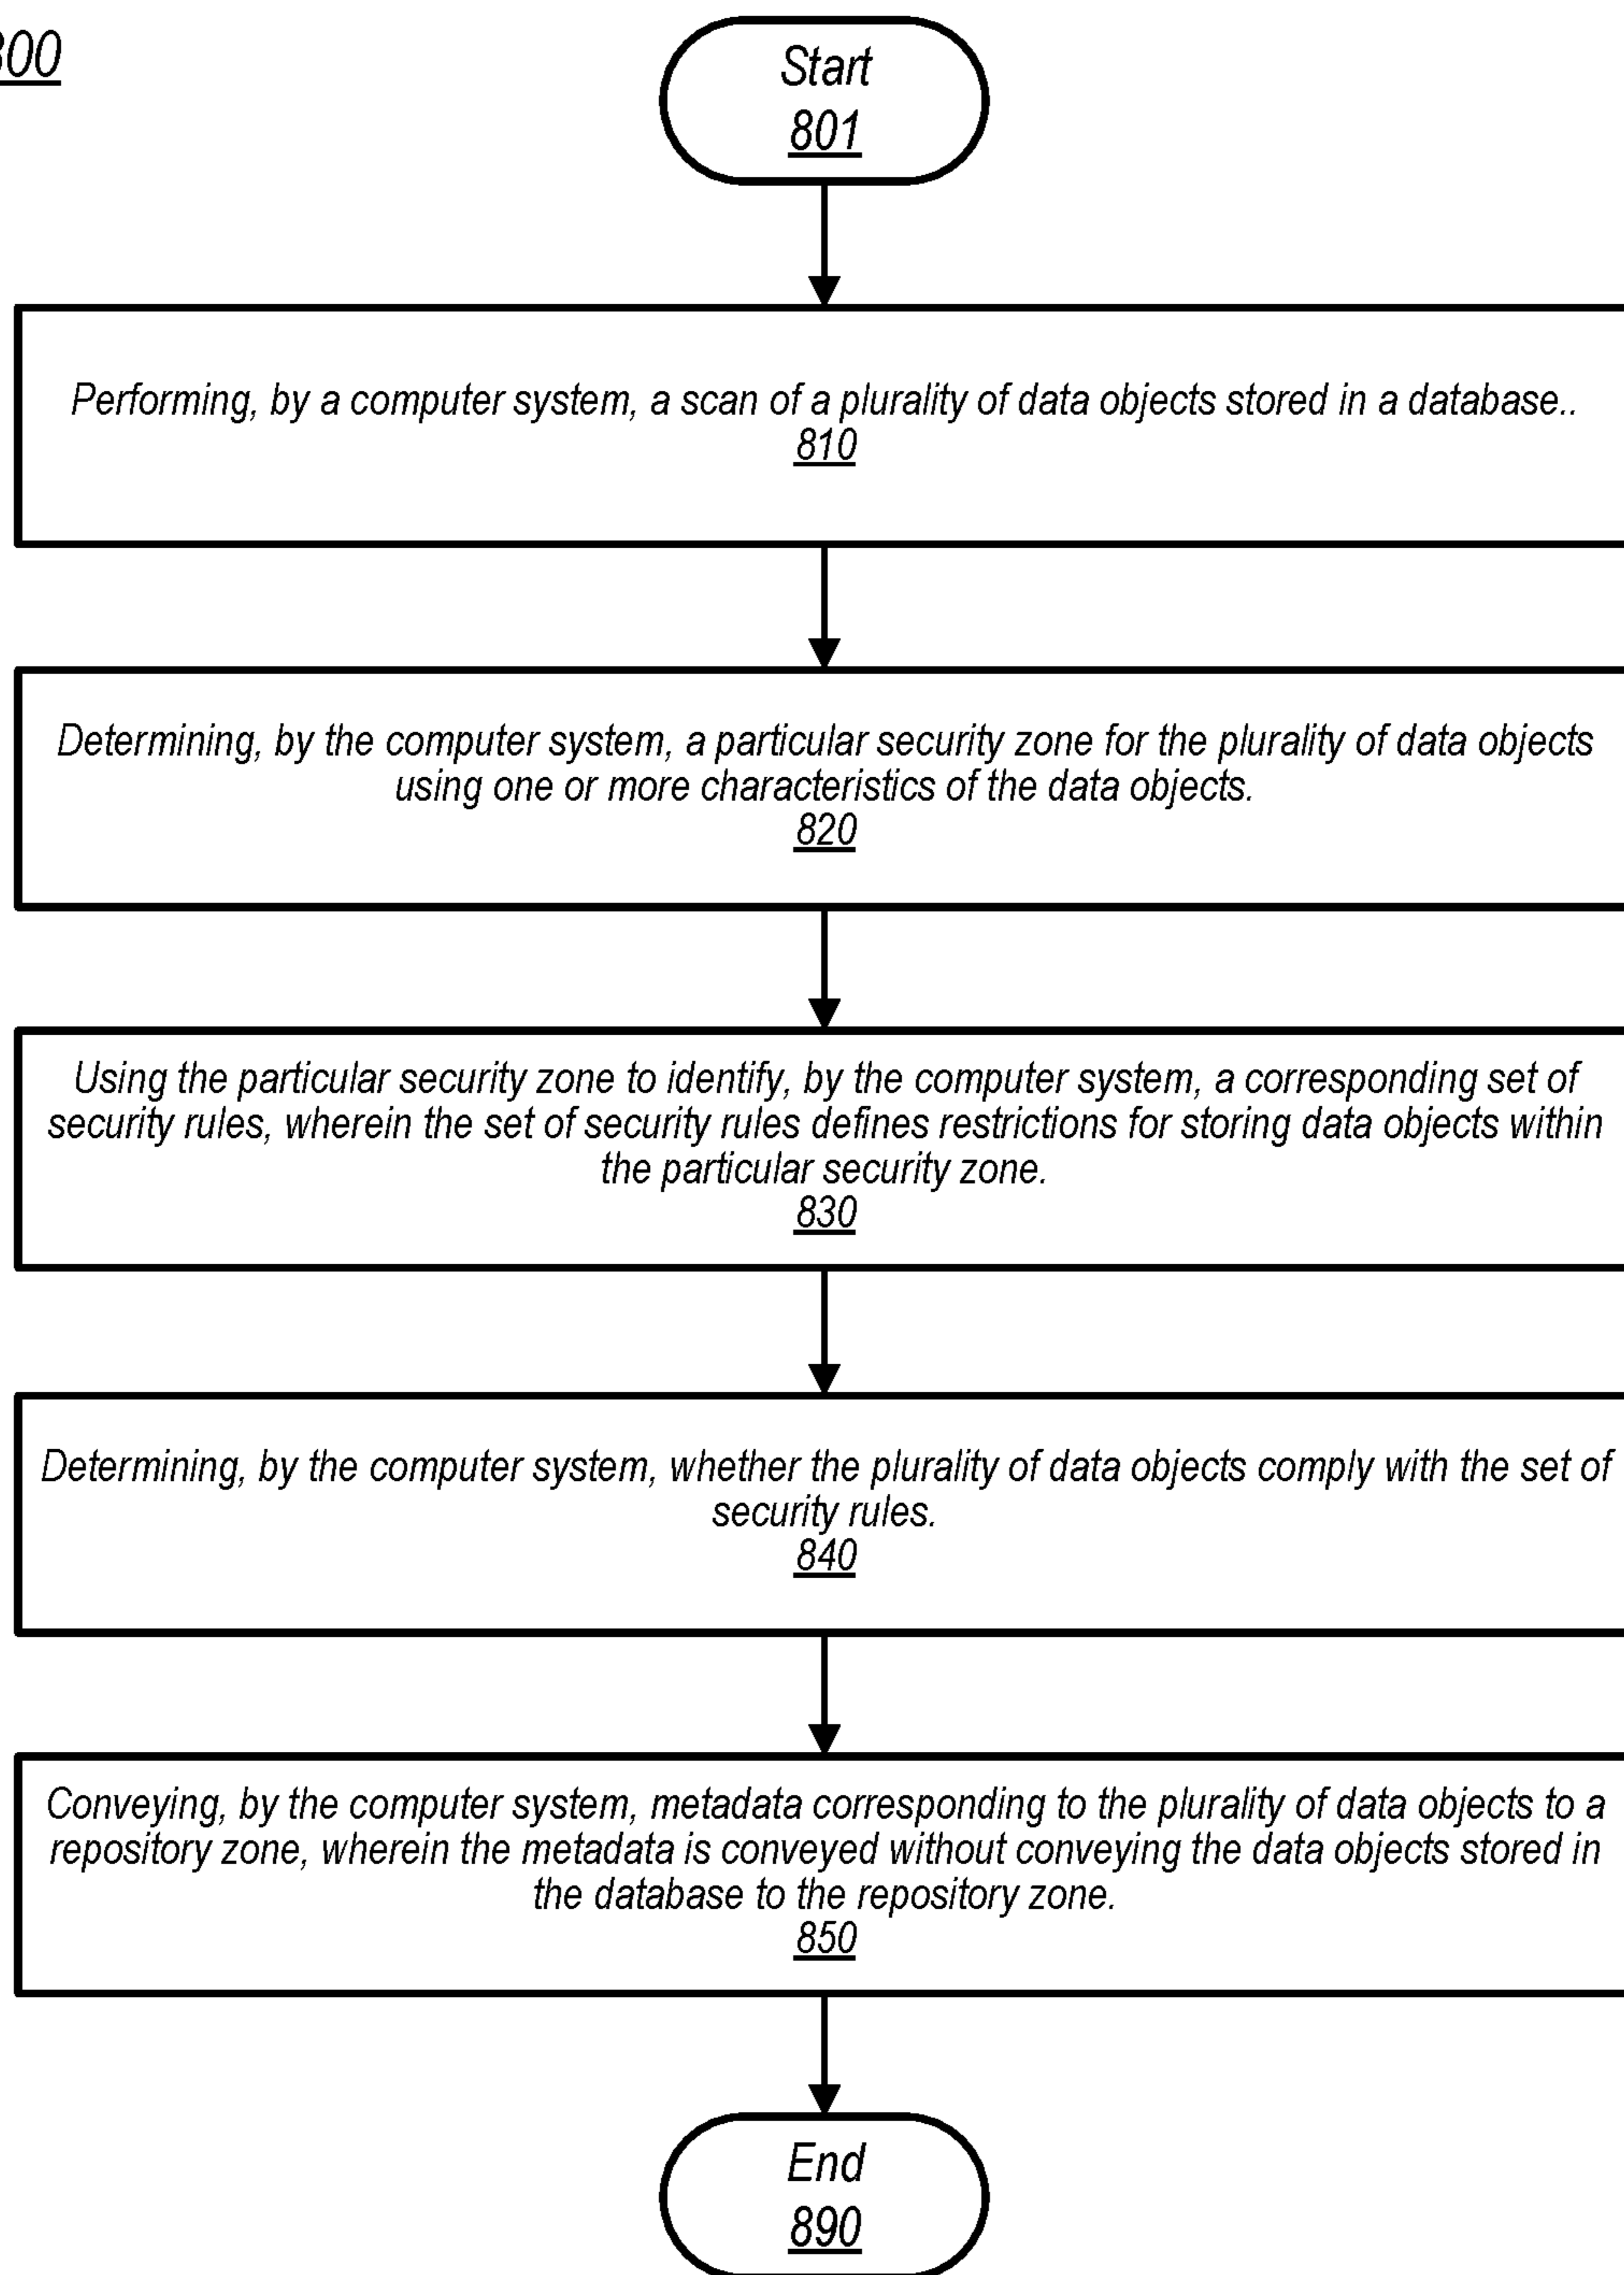 800
Start
801
Performing, by a computer system, a scan of a plurality of data objects stored in a database..
810
Determining, by the computer system, a particular security zone for the plurality of data objects
using one or more characteristics of the data objects.
820
Using the particular security zone to identify, by the computer system, a corresponding set of
security rules, wherein the set of security rules defines restrictions for storing data objects within
the particular security zone.
830
Determining, by the computer system, whether the plurality of data objects comply with the set of
security rules.
840
Conveying, by the computer system, metadata corresponding to the plurality of data objects to a
repository zone, wherein the metadata is conveyed without conveying the data objects stored in
the database to the repository zone.
850
End
890